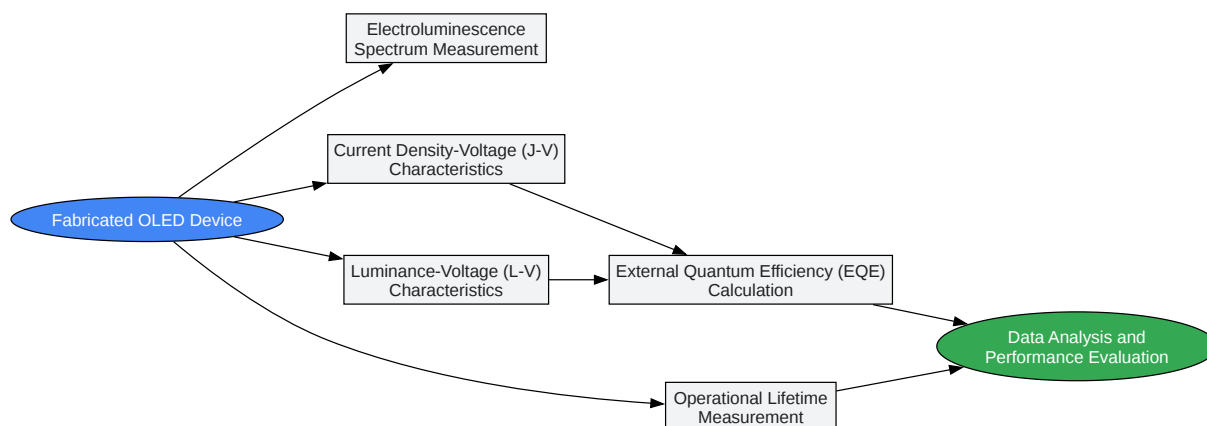 Electroluminescence
Spectrum Measurement
Current Density-Voltage (J-V)
Characteristics
Fabricated OLED Device
Luminance-Voltage (L-V)
Characteristics
External Quantum Efficiency (EQE)
Calculation
Data Analysis and
Performance Evaluation
Operational Lifetime
Measurement